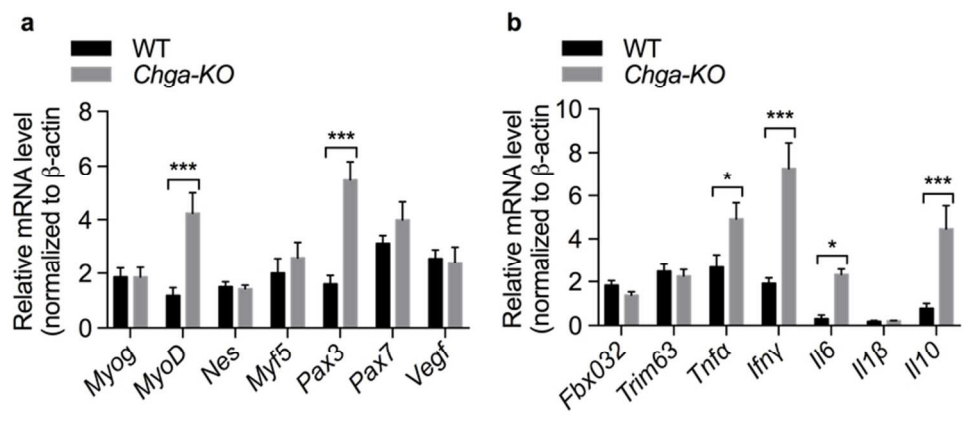 a
WT
Chga-KO
Relative mRNA level
(normalized to β-actin
8
6
4
2
0
***
***
Myog
MyoD
Nes
Myf5
Pax3
Pax7
Vegf
b
WT
Chga-KO
Relative mRNA level
(normalized to β-actin
10
8
6
4
2
0
*
***
*
***
Fbx032
Trim63
Tnfα
Ifnγ
Il6
Il1β
Il10